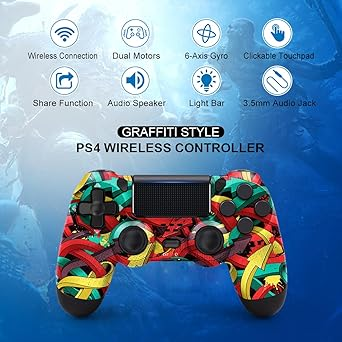 Wireless Connection
Dual Motors
6-Axis Gyro
Clickable Touchpad
Share Function
Audio Speaker
Light Bar
3.5mm Audio Jack
GRAFFITI STYLE
PS4 WIRELESS CONTROLLER